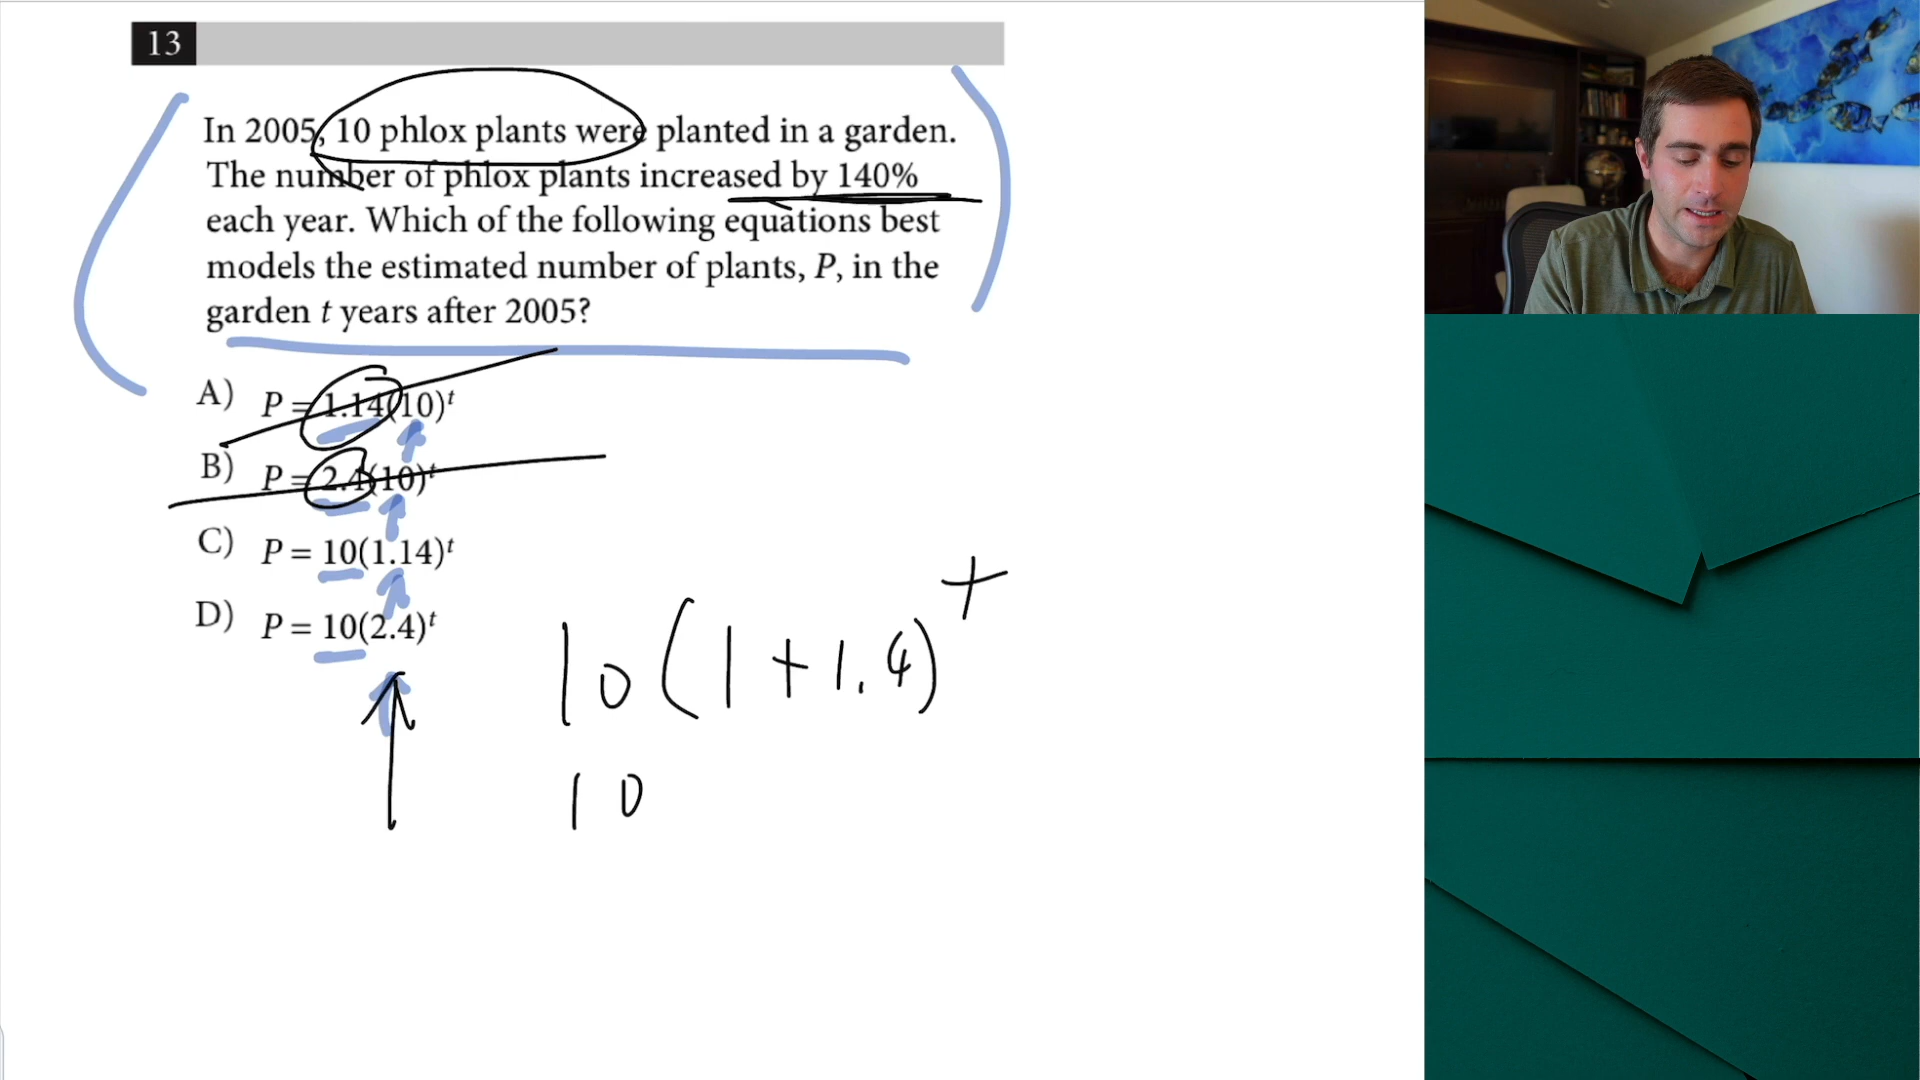 13
In 2005, 10 phlox plants were planted in a garden.
The number of phlox plants increased by 140%
each year. Which of the following equations best
models the estimated number of plants, P, in the
garden t years after 2005?
A) P = 1.14(10)ᵗ
B) P = 2.4(10)ᵗ
C) P = 10(1.14)ᵗ
D) P = 10(2.4)ᵗ
10(1+1.4)ᵗ
10